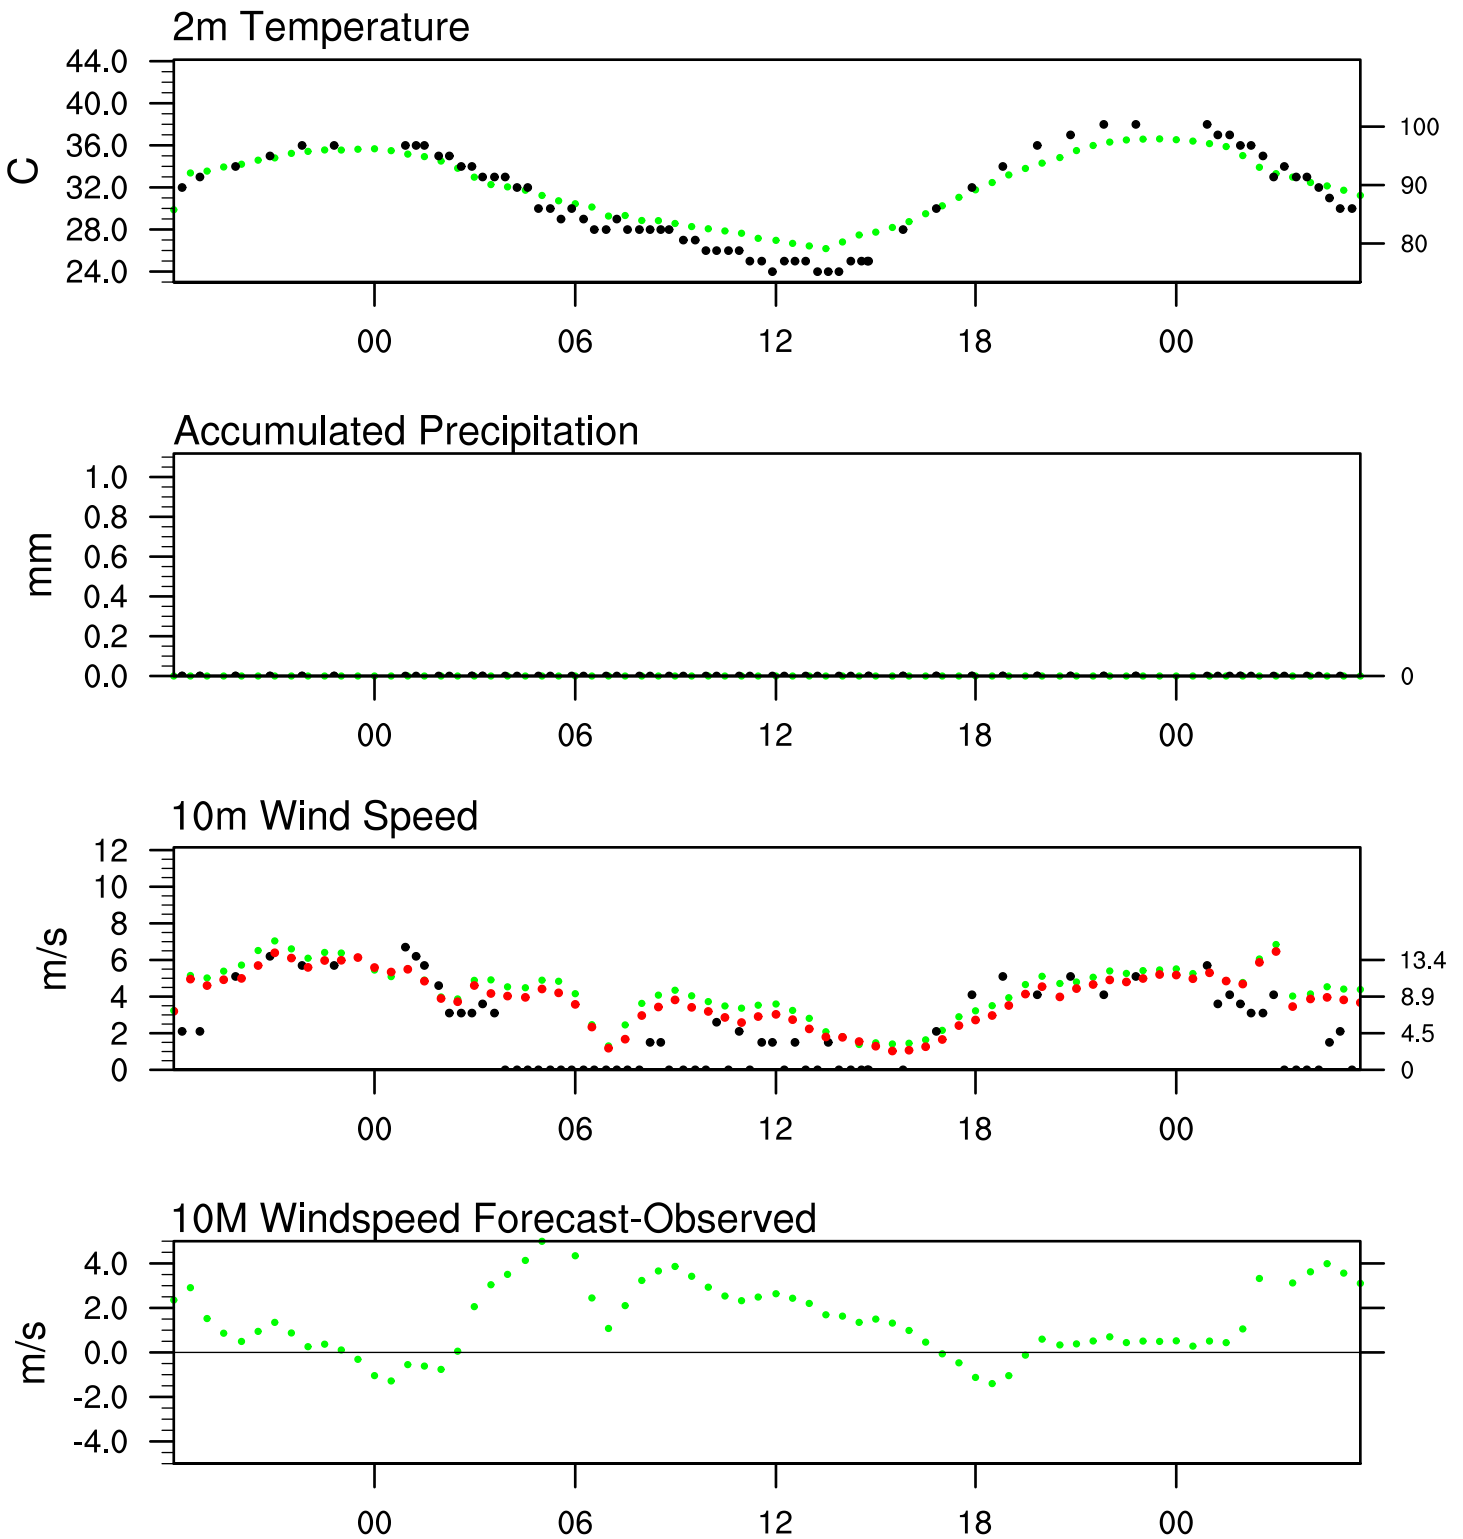 2m Temperature
44.0
40.0
36.0
32.0
28.0
24.0
C
100
90
80
00 06 12 18 00
Accumulated Precipitation
1.0
0.8
0.6
0.4
0.2
0.0
mm
0
00 06 12 18 00
10m Wind Speed
12
10
8
6
4
2
0
m/s
13.4
8.9
4.5
0
00 06 12 18 00
10M Windspeed Forecast-Observed
4.0
2.0
0.0
-2.0
-4.0
m/s
00 06 12 18 00